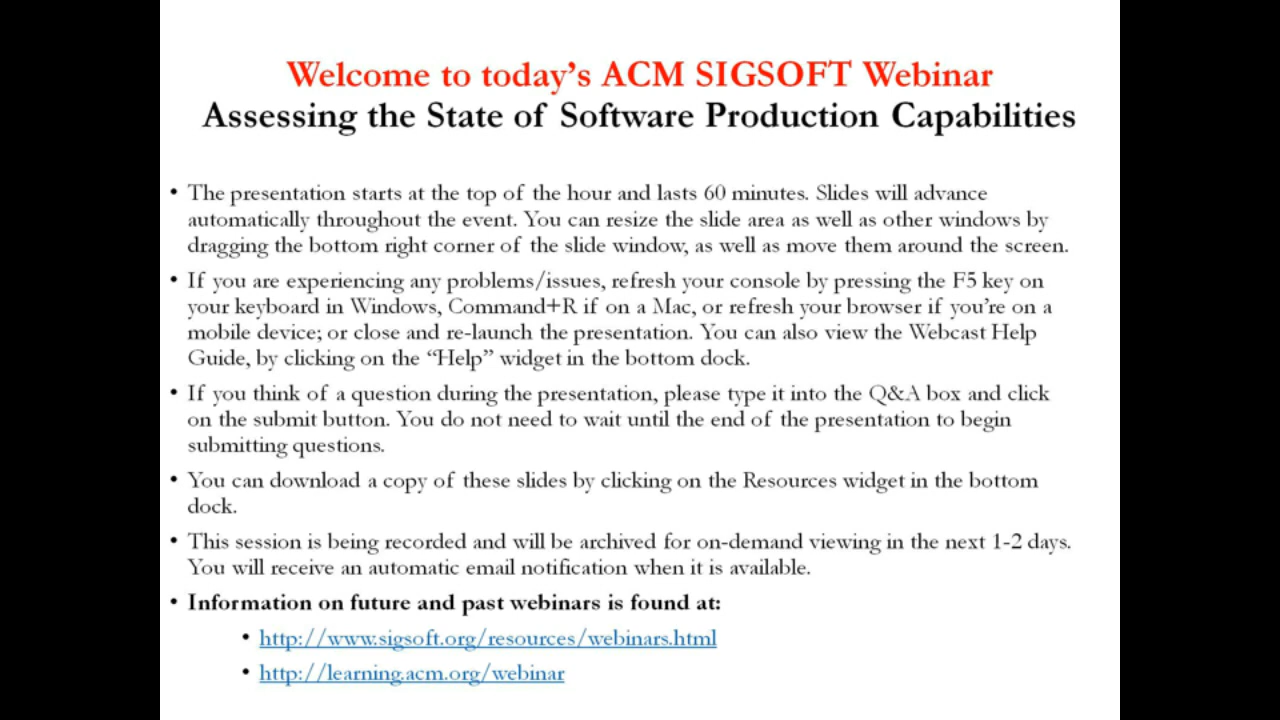 Welcome to today's ACM SIGSOFT Webinar
Assessing the State of Software Production Capabilities
• The presentation starts at the top of the hour and lasts 60 minutes. Slides will advance
automatically throughout the event. You can resize the slide area as well as other windows by
dragging the bottom right corner of the slide window, as well as move them around the screen.
• If you are experiencing any problems/issues, refresh your console by pressing the F5 key on
your keyboard in Windows, Command+R if on a Mac, or refresh your browser if you're on a
mobile device; or close and re-launch the presentation. You can also view the Webcast Help
Guide, by clicking on the “Help” widget in the bottom dock.
• If you think of a question during the presentation, please type it into the Q&A box and click
on the submit button. You do not need to wait until the end of the presentation to begin
submitting questions.
• You can download a copy of these slides by clicking on the Resources widget in the bottom
dock.
• This session is being recorded and will be archived for on-demand viewing in the next 1-2 days.
You will receive an automatic email notification when it is available.
• Information on future and past webinars is found at:
• http://www.sigsoft.org/resources/webinars.html
• http://learning.acm.org/webinar